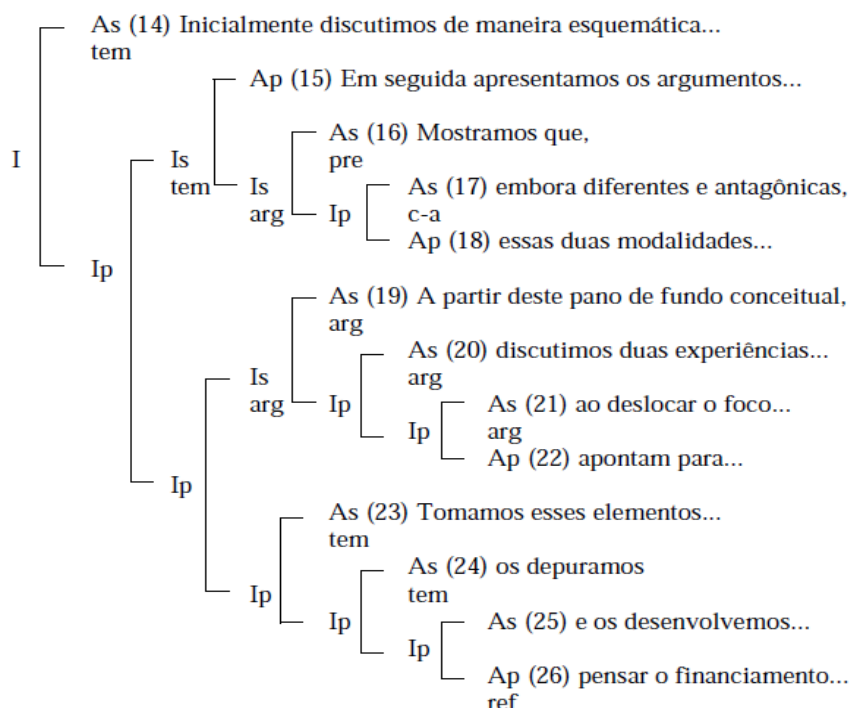 As (14) Inicialmente discutimos de maneira esquemática...
tem
Ap (15) Em seguida apresentamos os argumentos...
As (16) Mostramos que,
pre
I
Is
tem
Is
arg
As (17) embora diferentes e antagônicas,
c-a
Ip
Ap (18) essas duas modalidades...
Ip
As (19) A partir deste pano de fundo conceitual,
arg
As (20) discutimos duas experiências...
arg
Is
arg
Ip
As (21) ao deslocar o foco...
arg
Ip
Ap (22) apontam para...
Ip
As (23) Tomamos esses elementos...
tem
As (24) os depuramos
tem
Ip
Ip
As (25) e os desenvolvemos...
Ip
Ap (26) pensar o financiamento...
ref